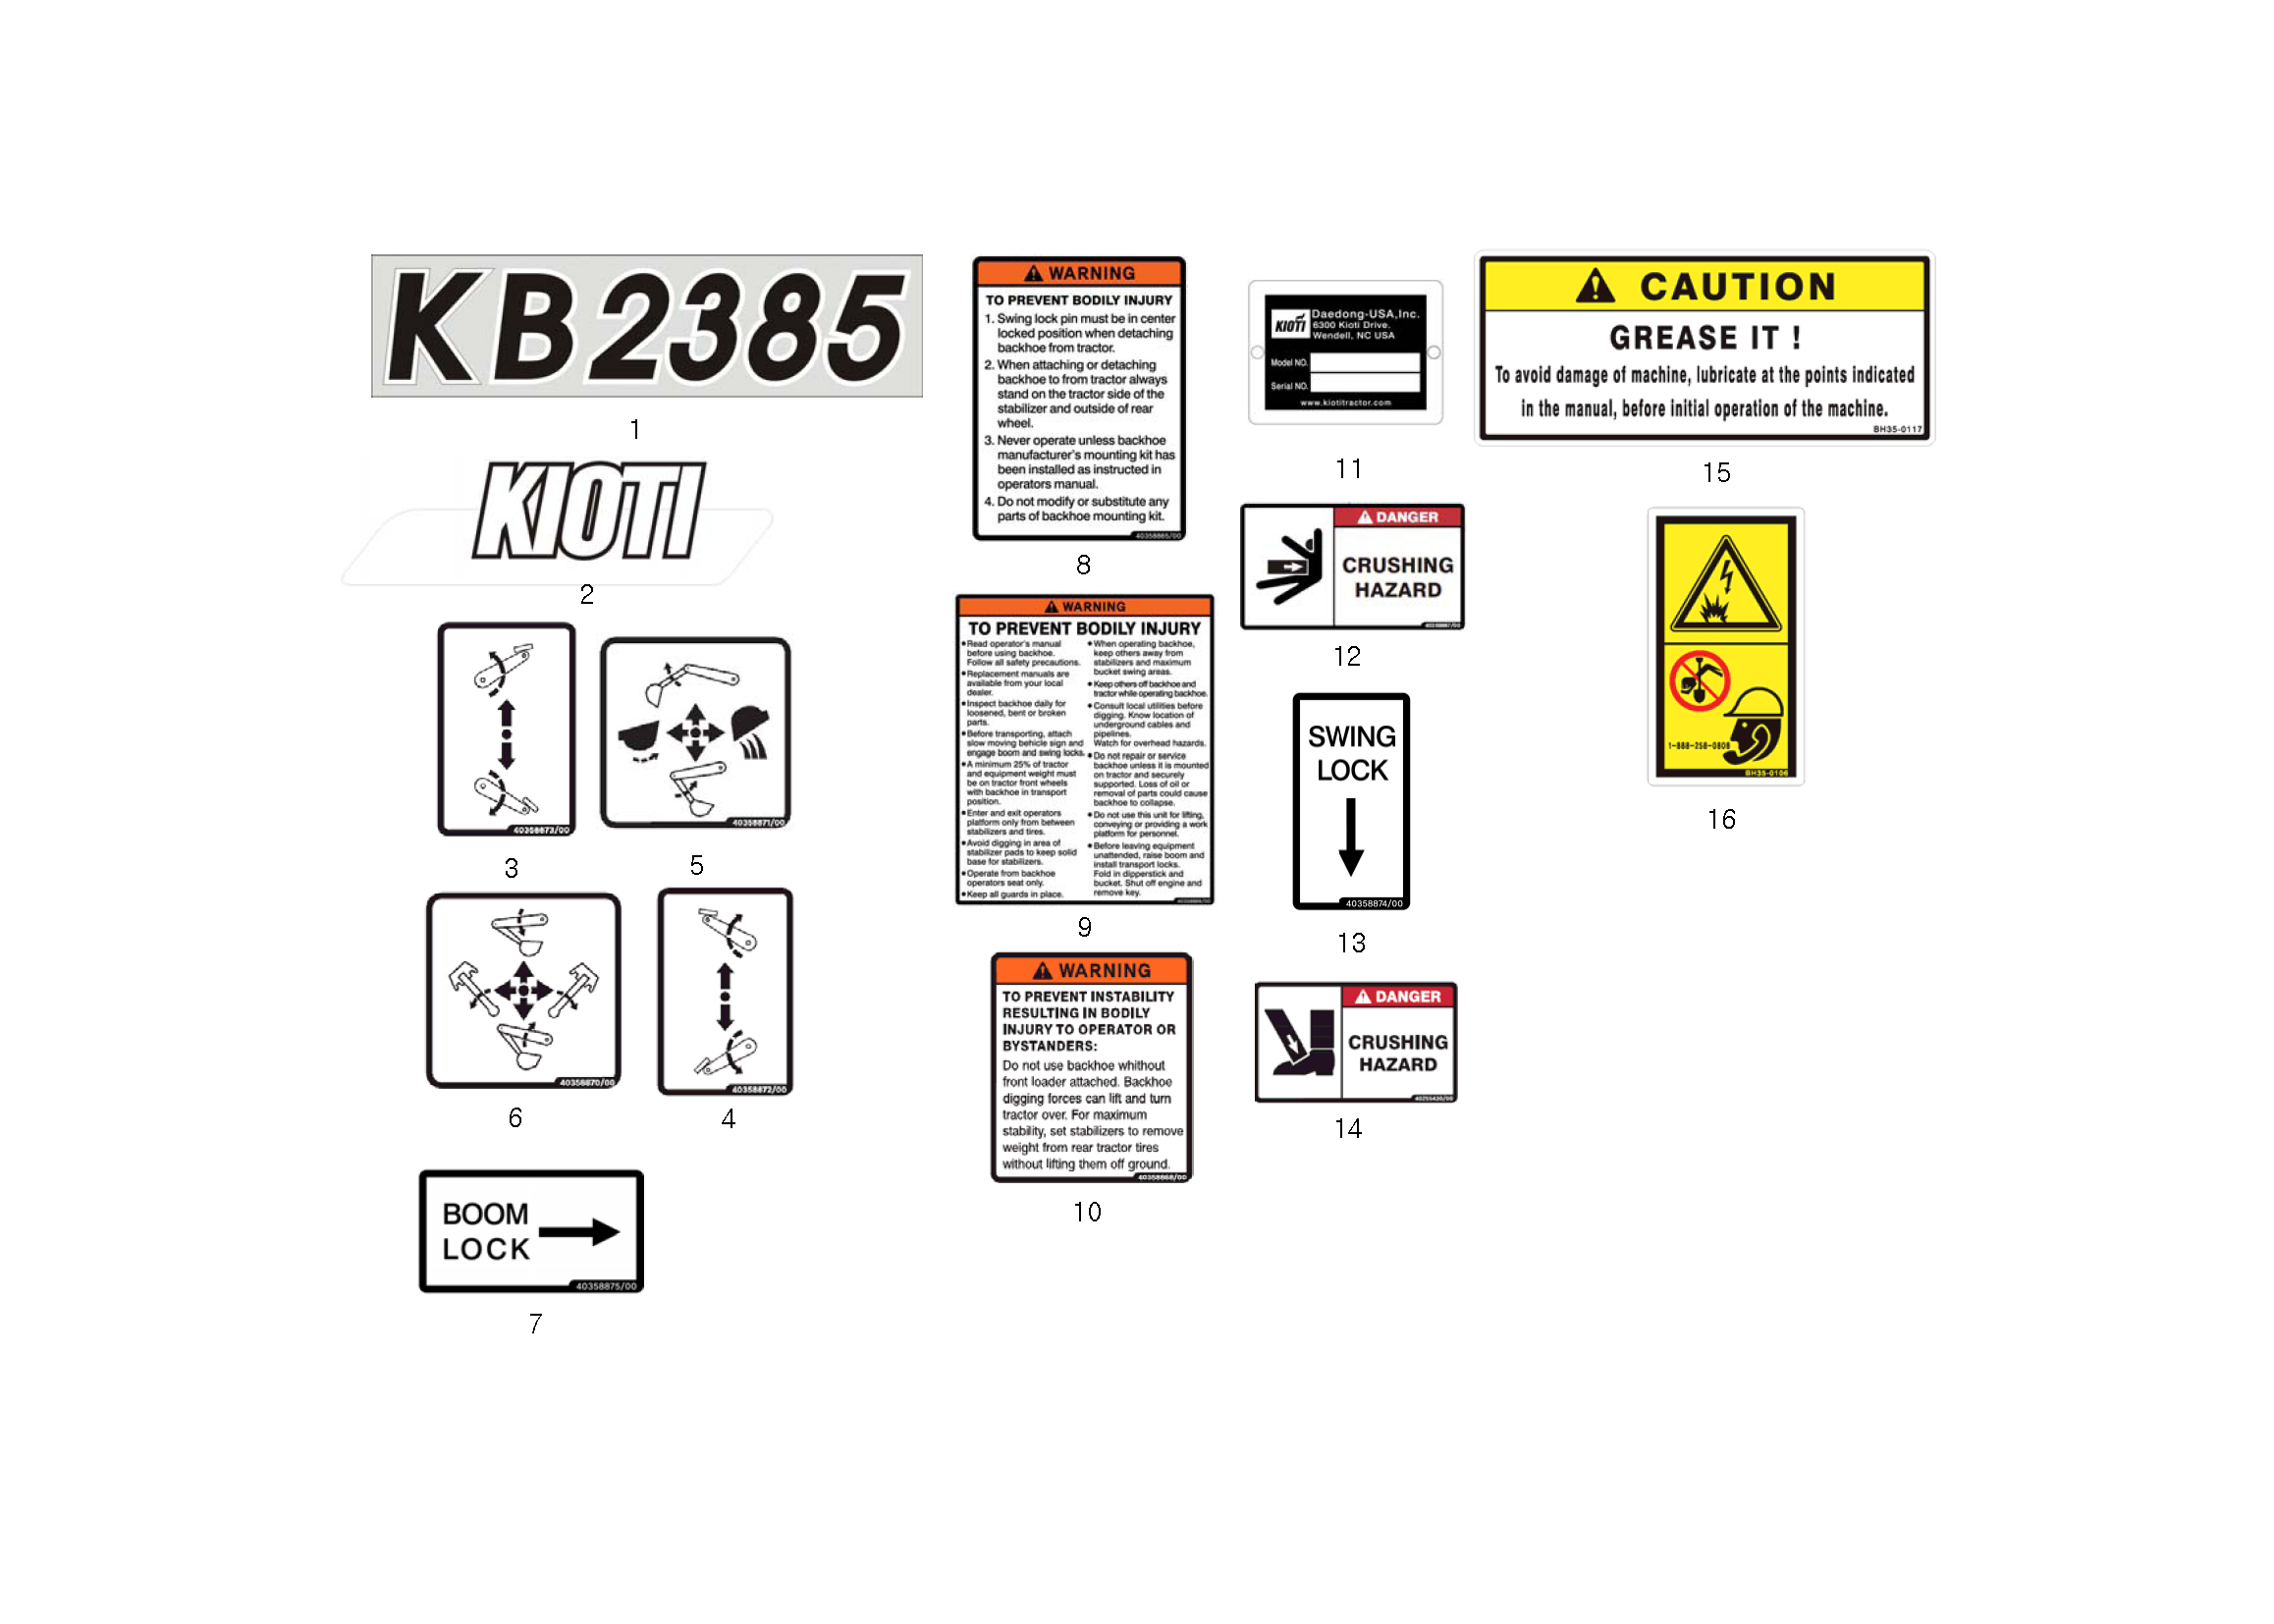 KB2385
1
KIOTI
2
40358873/00
3
40358871/00
5
40358870/00
6
40358872/00
4
BOOM
LOCK
40358875/00
7
WARNING
TO PREVENT BODILY INJURY
1. Swing lock pin must be in center
locked position when detaching
backhoe from tractor.
2. When attaching or detaching
backhoe to from tractor always
stand on the tractor side of the
stabilizer and outside of rear
wheel.
3. Never operate unless backhoe
manufacturer's mounting kit has
been installed as instructed in
operators manual.
4. Do not modify or substitute any
parts of backhoe mounting kit.
40358865/00
8
WARNING
TO PREVENT BODILY INJURY
• Read operator's manual
before using backhoe.
Follow all safety precautions.
• Replacement manuals are
available from your local
dealer.
• Inspect backhoe daily for
loosened, bent or broken
parts.
• Before transporting, attach
slow moving behicle sign and
engage boom and swing locks.
• A minimum 25% of tractor
and equipment weight must
be on tractor front wheels
with backhoe in transport
position.
• Enter and exit operators
platform only from between
stabilizers and tires.
• Avoid digging in area of
stabilizer pads to keep solid
base for stabilizers.
• Operate from backhoe
operators seat only.
• Keep all guards in place.
• When operating backhoe,
keep others away from
stabilizers and maximum
bucket swing areas.
• Keep others off backhoe and
tractor while operating backhoe.
• Consult local utilities before
digging. Know location of
underground cables and
pipelines.
Watch for overhead hazards.
• Do not repair or service
backhoe unless it is mounted
on tractor and securely
supported. Loss of oil or
removal of parts could cause
backhoe to collapse.
• Do not use this unit for lifting,
conveying or providing a work
platform for personnel.
• Before leaving equipment
unattended, raise boom and
install transport locks.
Fold in dipperstick and
bucket. Shut off engine and
remove key.
9
WARNING
TO PREVENT INSTABILITY
RESULTING IN BODILY
INJURY TO OPERATOR OR
BYSTANDERS:
Do not use backhoe whithout
front loader attached. Backhoe
digging forces can lift and turn
tractor over. For maximum
stability, set stabilizers to remove
weight from rear tractor tires
without lifting them off ground.
40358868/00
10
KIOTI
Daedong-USA,Inc.
6300 Kioti Drive.
Wendell, NC USA
Model NO.
Serial NO.
www.kiotitractor.com
11
DANGER
CRUSHING
HAZARD
12
SWING
LOCK
40358874/00
13
DANGER
CRUSHING
HAZARD
14
CAUTION
GREASE IT !
To avoid damage of machine, lubricate at the points indicated
in the manual, before initial operation of the machine.
BH35-0117
15
1-888-258-0808
BH35-0106
16